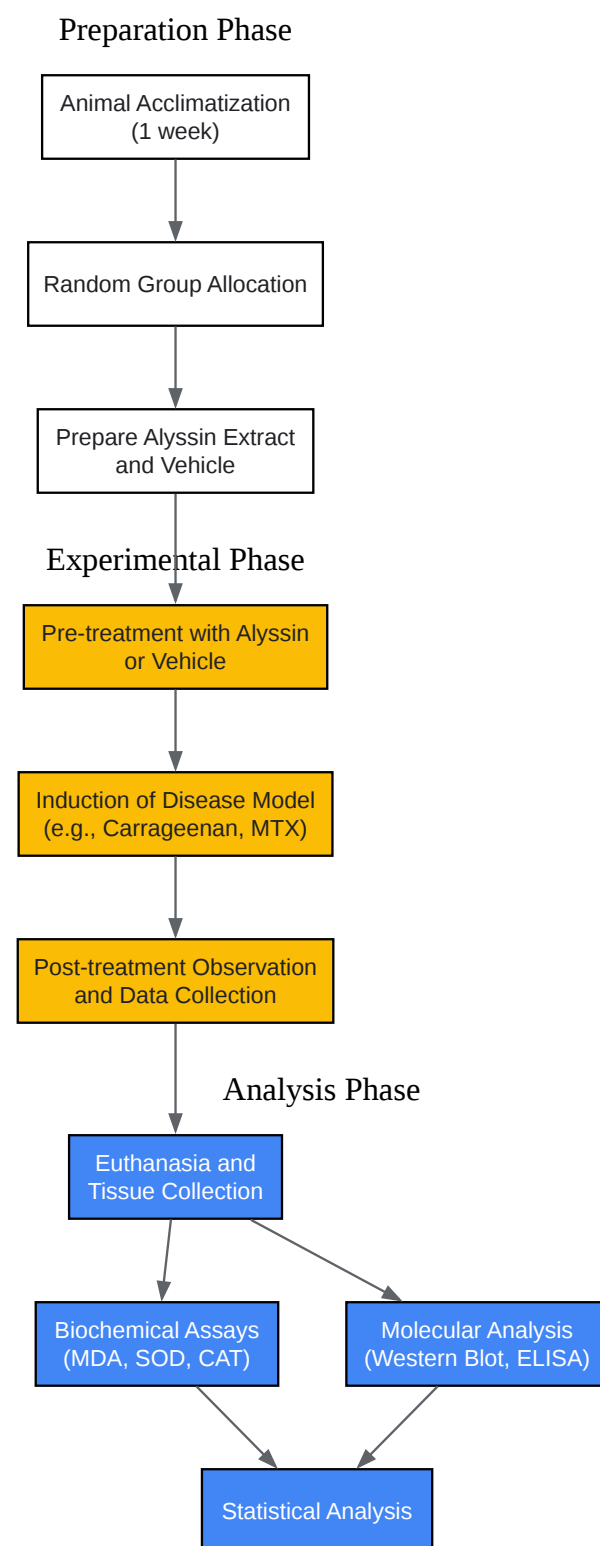 Preparation Phase
Animal Acclimatization
(1 week)
Random Group Allocation
Prepare Alyssin Extract
and Vehicle
Experimental Phase
Pre-treatment with Alyssin
or Vehicle
Induction of Disease Model
(e.g., Carrageenan, MTX)
Post-treatment Observation
and Data Collection
Analysis Phase
Euthanasia and
Tissue Collection
Biochemical Assays
(MDA, SOD, CAT)
Molecular Analysis
(Western Blot, ELISA)
Statistical Analysis